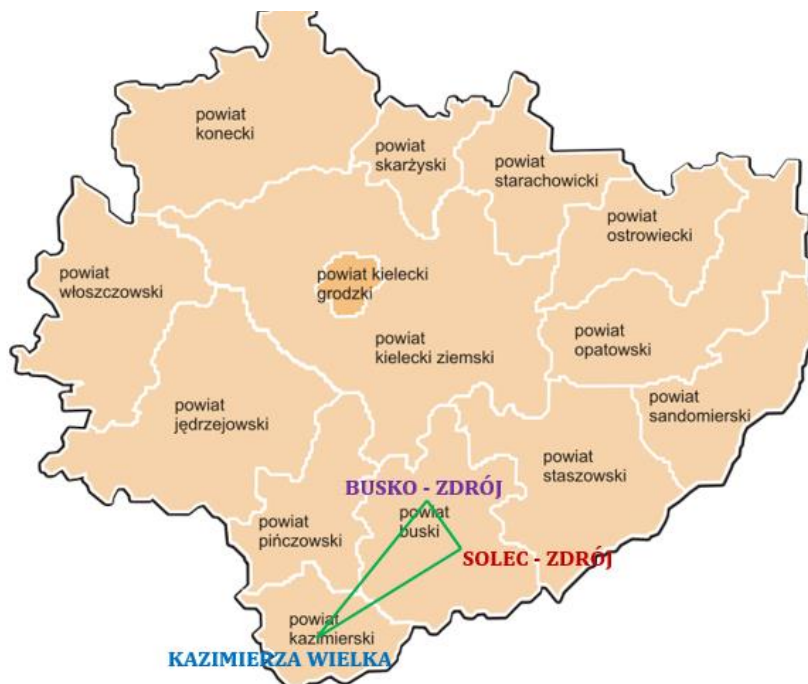 powiat
konecki
powiat
skarżyski
powiat
starachowicki
powiat
ostrowiecki
powiat
włoszczowski
powiat kielecki
grodzki
powiat
kielecki ziemski
powiat
opatowski
powiat
jędrzejowski
powiat
sandomierski
powiat
staszowski
BUSKO - ZDRÓJ
powiat
buski
powiat
pińczowski
SOLEC - ZDRÓJ
powiat
kazimierski
KAZIMIERZA WIELKA